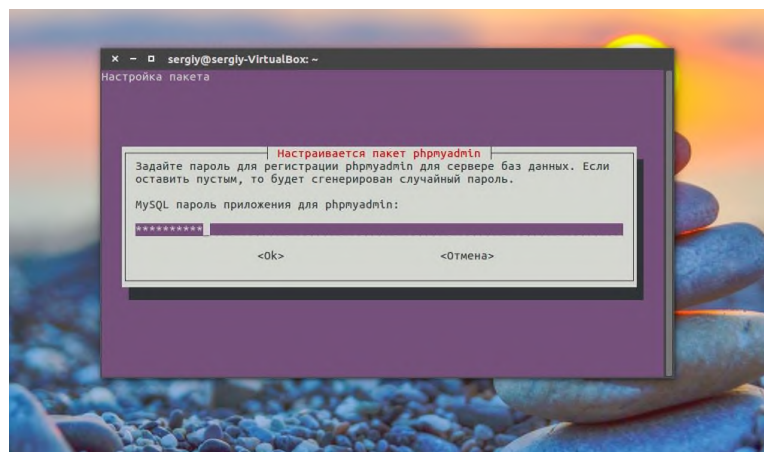 sergiy@sergiy-VirtualBox: ~
Настройка пакета
Настраивается пакет phpmyadmin
Задайте пароль для регистрации phpmyadmin для сервере баз данных. Если
оставить пустым, то будет сгенерирован случайный пароль.
MySQL пароль приложения для phpmyadmin:
**********_
<Ok> <Отмена>